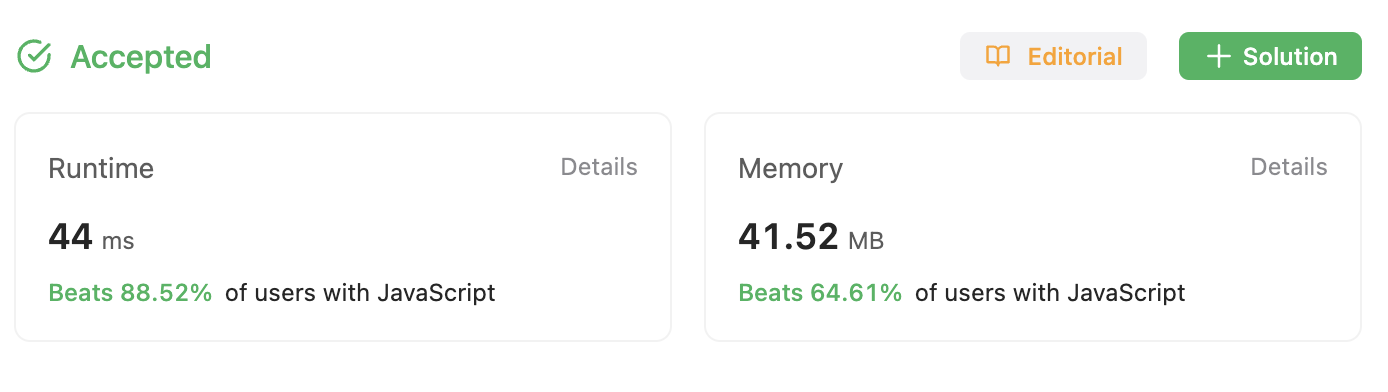 Accepted
Editorial
Solution
Runtime
Details
44 ms
Beats 88.52% of users with JavaScript
Memory
Details
41.52 MB
Beats 64.61% of users with JavaScript